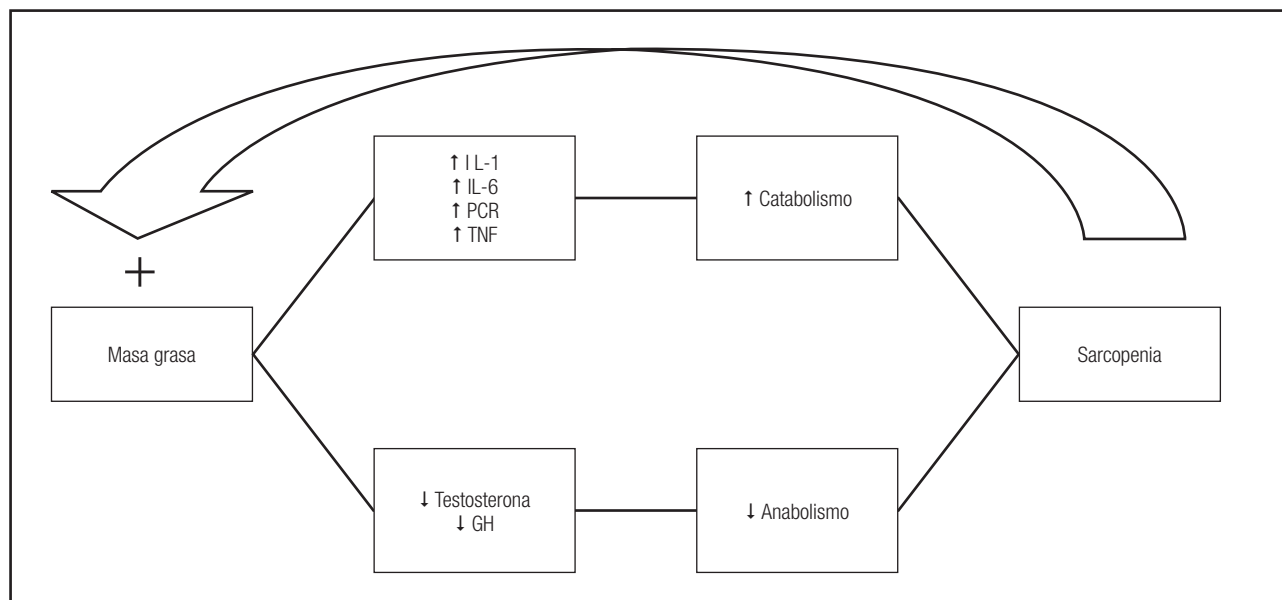 ↑ I L-1
↑ IL-6
↑ PCR
↑ TNF
↑ Catabolismo
+
Masa grasa
Sarcopenia
↓ Testosterona
↓ GH
↓ Anabolismo